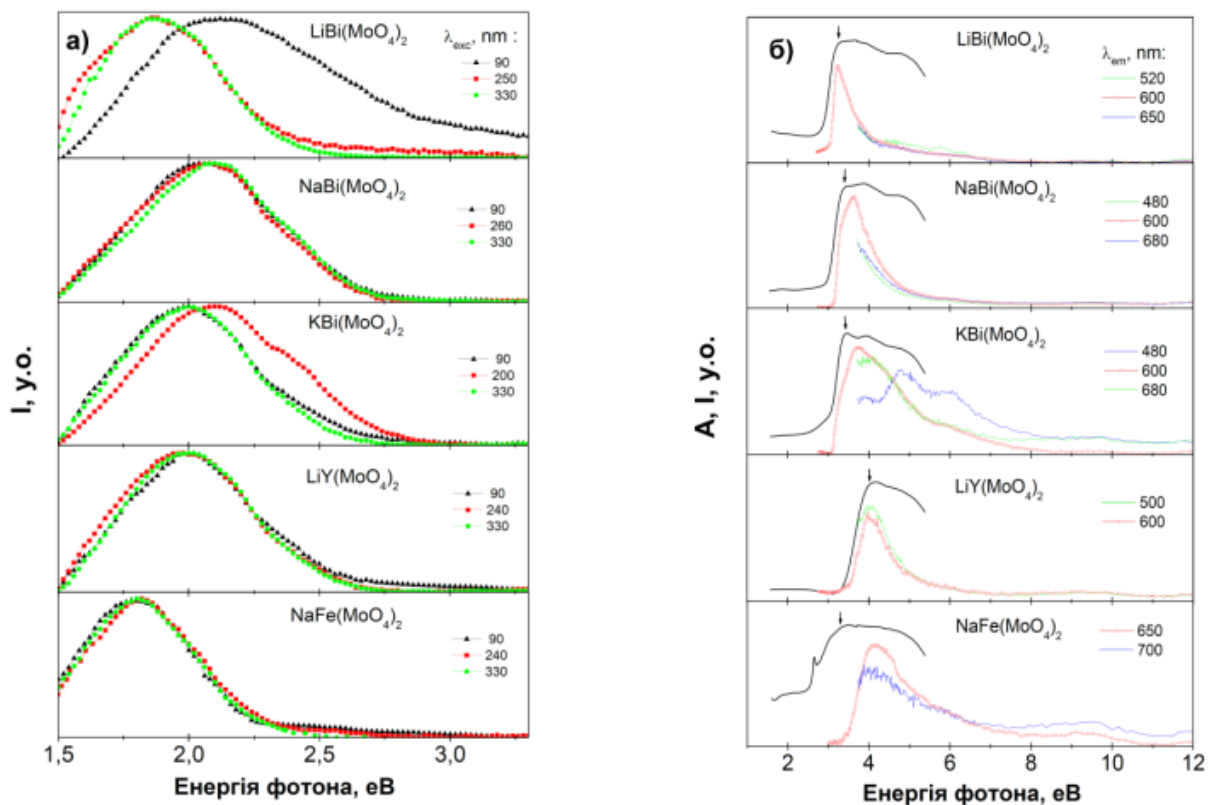 а)
LiBi(MoO₄)₂
λexc, nm :
90
250
330
NaBi(MoO₄)₂
90
260
330
KBi(MoO₄)₂
90
200
330
LiY(MoO₄)₂
90
240
330
NaFe(MoO₄)₂
90
240
330
I, у.о.
1,5 2,0 2,5 3,0
Енергія фотона, еВ
б)
LiBi(MoO₄)₂
λem, nm:
520
600
650
NaBi(MoO₄)₂
480
600
680
KBi(MoO₄)₂
480
600
680
LiY(MoO₄)₂
500
600
NaFe(MoO₄)₂
650
700
A, I, у.о.
2 4 6 8 10 12
Енергія фотона, еВ